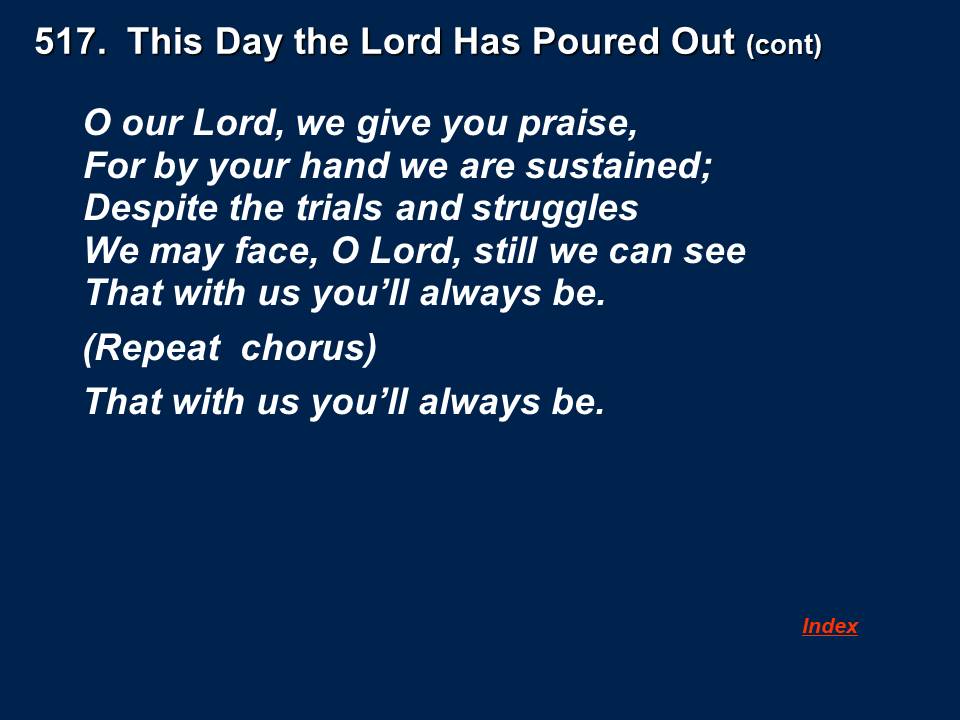 517.  This Day the Lord Has Poured Out (cont)
O our Lord, we give you praise,
For by your hand we are sustained;
Despite the trials and struggles
We may face, O Lord, still we can see
That with us you’ll always be.
(Repeat  chorus)
That with us you’ll always be.
Index